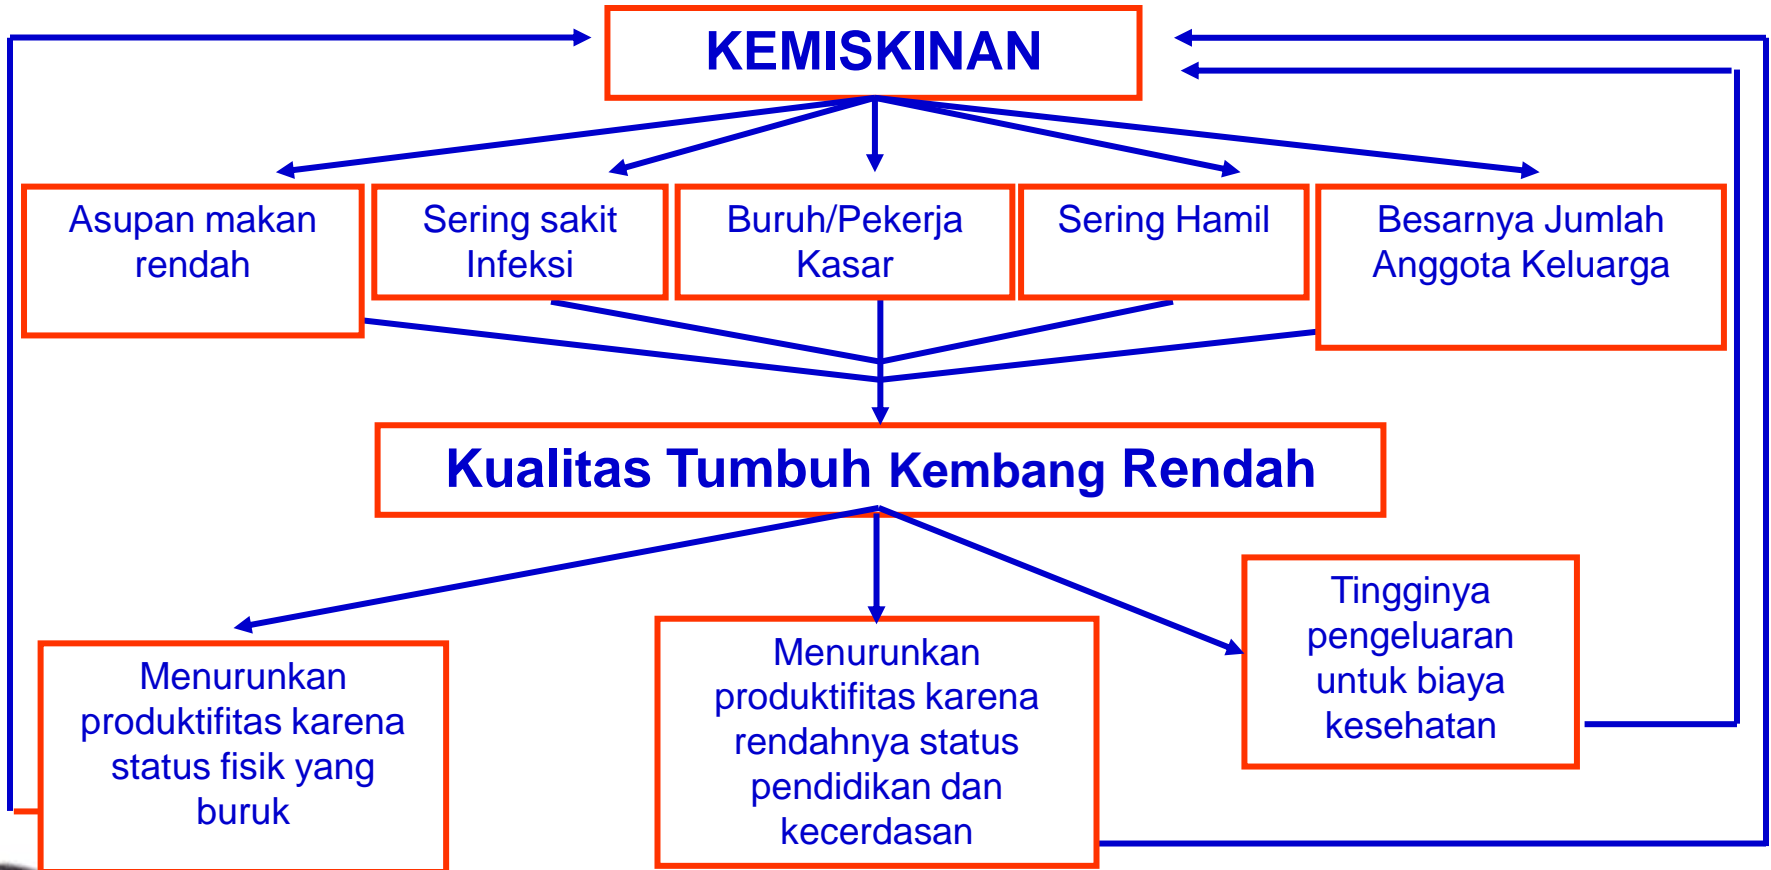 KEMISKINAN
Asupan makan
rendah
Sering sakit
Infeksi
Buruh/Pekerja
Kasar
Sering Hamil
Besarnya Jumlah
Anggota Keluarga
Kualitas Tumbuh Kembang Rendah
Menurunkan
produktifitas karena
status fisik yang
buruk
Menurunkan
produktifitas karena
rendahnya status
pendidikan dan
kecerdasan
Tingginya
pengeluaran
untuk biaya
kesehatan